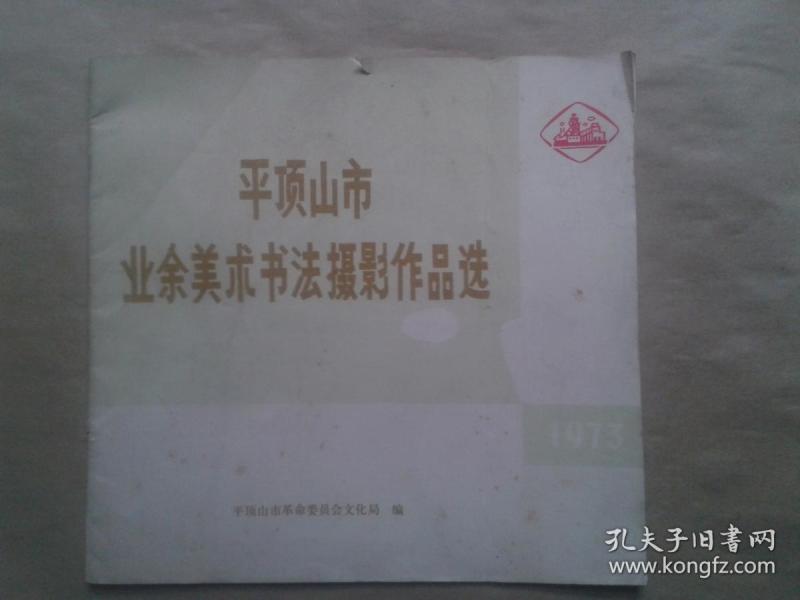 平顶山市
业余美术书法摄影作品选
1973
平顶山市革命委员会文化局 编
孔夫子旧书网
www.kongfz.com